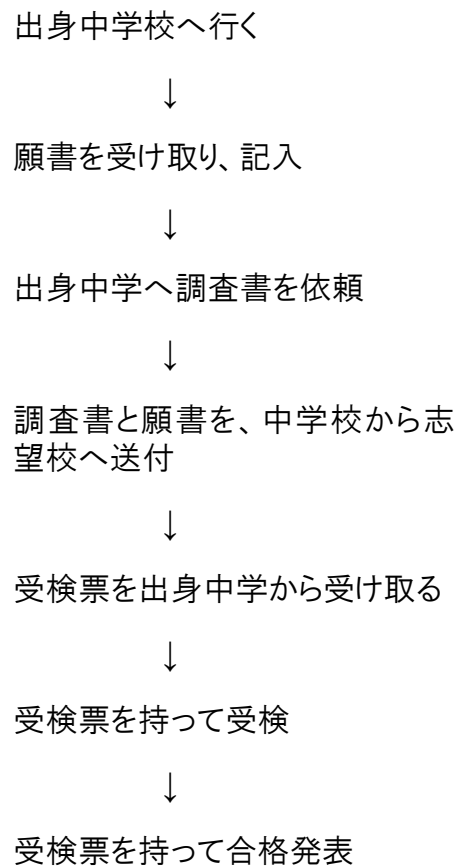 出身中学校へ行く
↓
願書を受け取り、記入
↓
出身中学へ調査書を依頼
↓
調査書と願書を、中学校から志
望校へ送付
↓
受検票を出身中学から受け取る
↓
受検票を持って受検
↓
受検票を持って合格発表